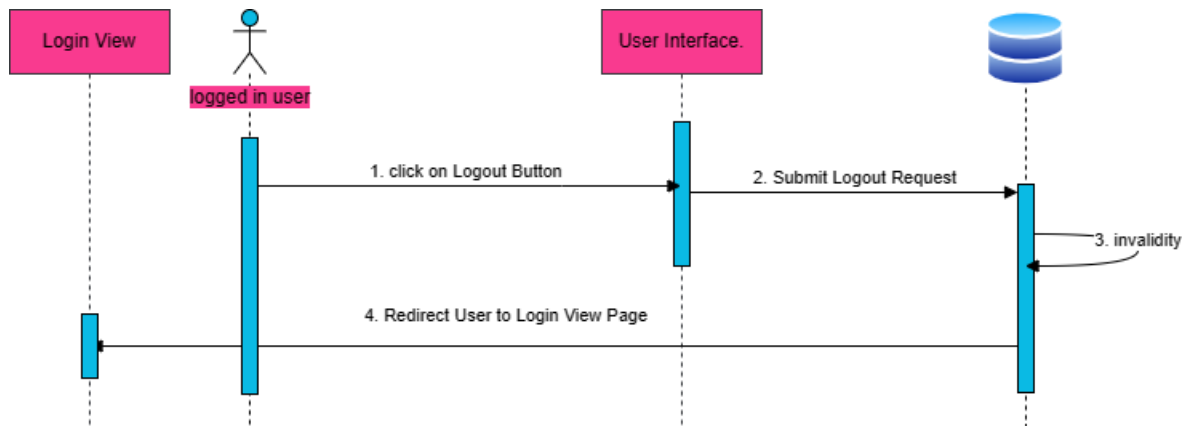 Login View
User Interface.
logged in user
1. click on Logout Button
2. Submit Logout Request
3. invalidity
4. Redirect User to Login View Page